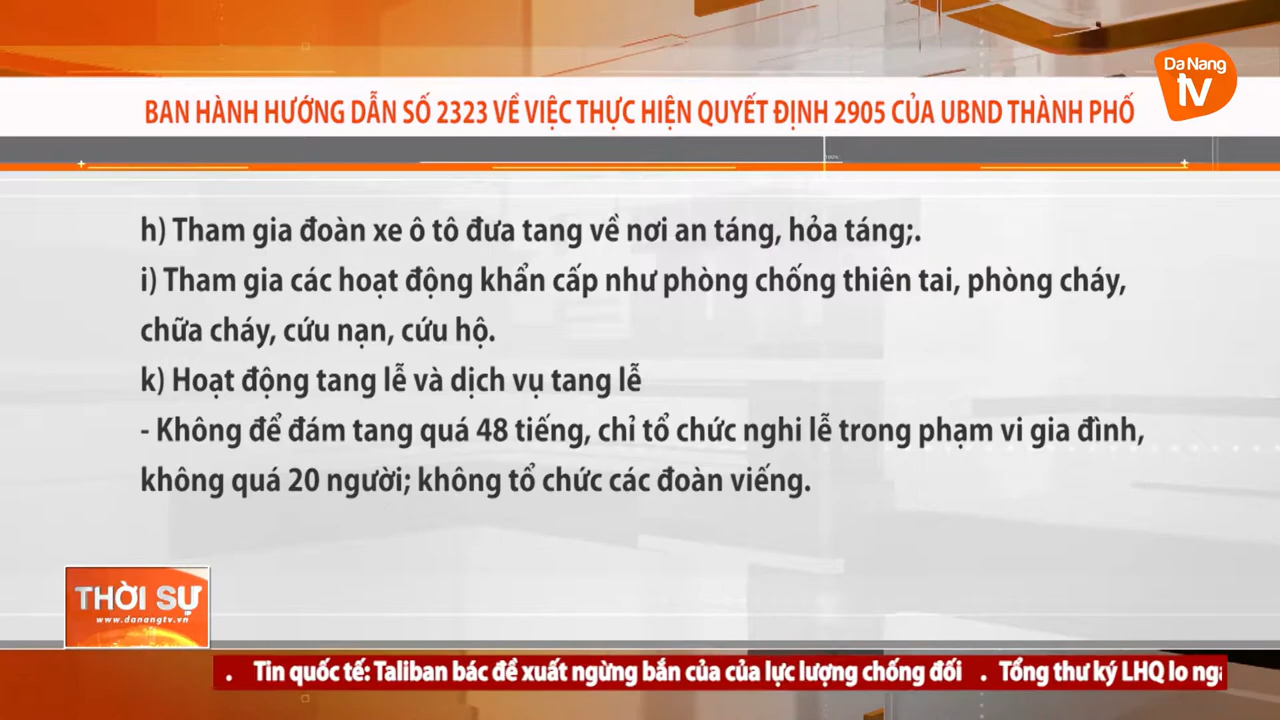 Da Nang
tv
BAN HÀNH HƯỚNG DẪN SỐ 2323 VỀ VIỆC THỰC HIỆN QUYẾT ĐỊNH 2905 CỦA UBND THÀNH PHỐ
100%
h) Tham gia đoàn xe ô tô đưa tang về nơi an táng, hỏa táng;.
i) Tham gia các hoạt động khẩn cấp như phòng chống thiên tai, phòng cháy,
chữa cháy, cứu nạn, cứu hộ.
k) Hoạt động tang lễ và dịch vụ tang lễ
- Không để đám tang quá 48 tiếng, chỉ tổ chức nghi lễ trong phạm vi gia đình,
không quá 20 người; không tổ chức các đoàn viếng.
THỜI SỰ
www.danangtv.vn
. Tin quốc tế: Taliban bác đề xuất ngừng bắn của của lực lượng chống đối . Tổng thư ký LHQ lo